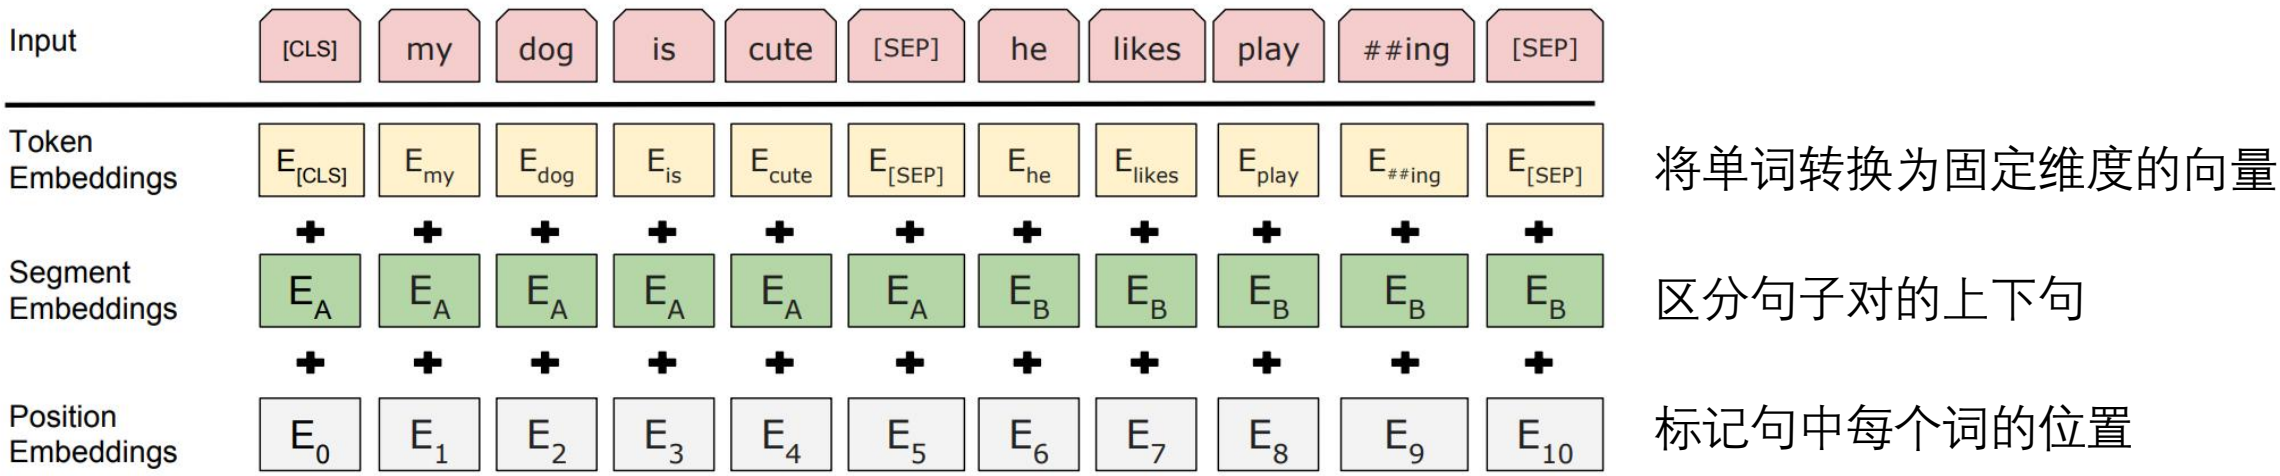 Input [CLS] my dog is cute [SEP] he likes play ##ing [SEP]
Token
Embeddings E[CLS] Emy Edog Eis Ecute E[SEP] Ehe Elikes Eplay E##ing E[SEP] 将单词转换为固定维度的向量
+ + + + + + + + + + +
Segment
Embeddings EA EA EA EA EA EA EB EB EB EB EB 区分句子对的上下句
+ + + + + + + + + + +
Position
Embeddings E0 E1 E2 E3 E4 E5 E6 E7 E8 E9 E10 标记句中每个词的位置